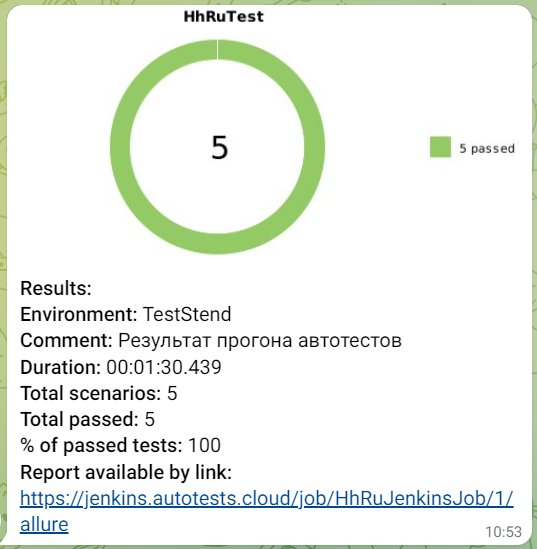 HhRuTest
5
5 passed
Results:
Environment: TestStend
Comment: Результат прогона автотестов
Duration: 00:01:30.439
Total scenarios: 5
Total passed: 5
% of passed tests: 100
Report available by link:
https://jenkins.autotests.cloud/job/HhRuJenkinsJob/1/
allure
10:53